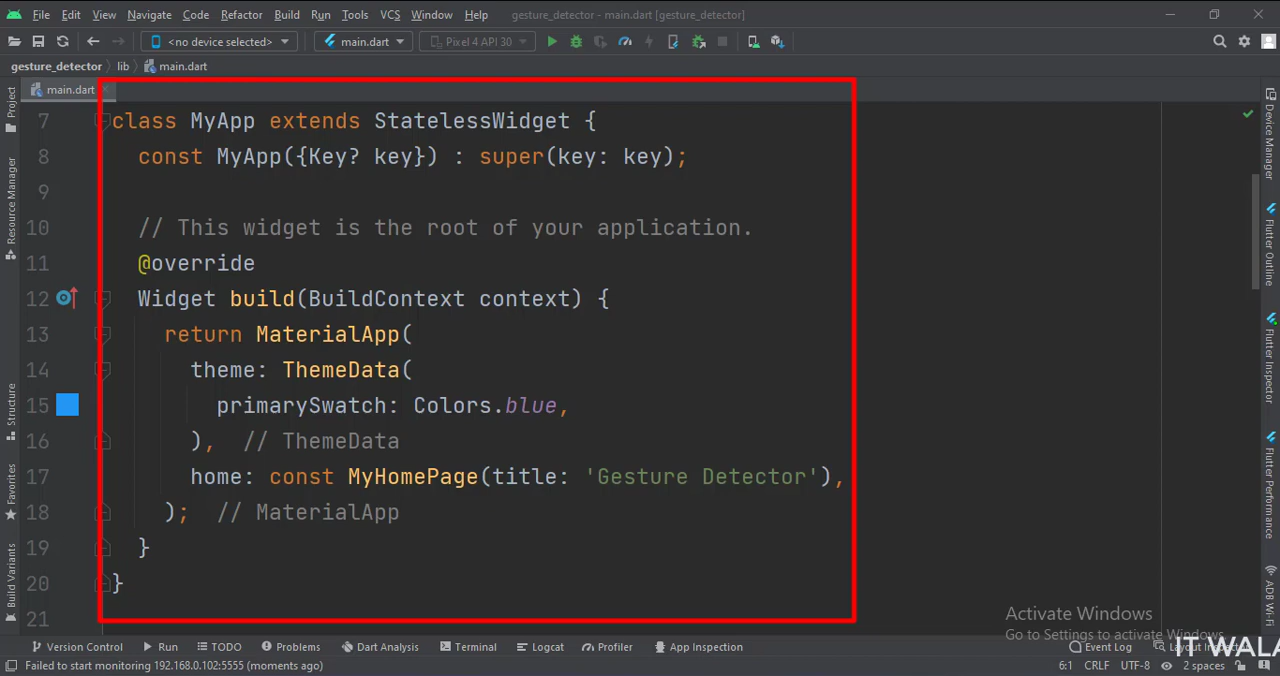 File Edit View Navigate Code Refactor Build Run Tools VCS Window Help gesture_detector - main.dart [gesture_detector]
<no device selected> main.dart Pixel 4 API 30
gesture_detector lib main.dart
main.dart
7 class MyApp extends StatelessWidget {
8 const MyApp({Key? key}) : super(key: key);
9
10 // This widget is the root of your application.
11 @override
12 Widget build(BuildContext context) {
13 return MaterialApp(
14 theme: ThemeData(
15 primarySwatch: Colors.blue,
16 ), // ThemeData
17 home: const MyHomePage(title: 'Gesture Detector'),
18 ); // MaterialApp
19 }
20 }
21
Project
Resource Manager
Structure
Favorites
Build Variants
Device Manager
Flutter Outline
Flutter Inspector
Flutter Performance
ADB Wi-Fi
Activate Windows
Go to Settings to activate Windows.
IT WALA
Version Control Run TODO Problems Dart Analysis Terminal Logcat Profiler App Inspection Event Log Layout
Failed to start monitoring 192.168.0.102:5555 (moments ago) 6:1 CRLF UTF-8 2 spaces